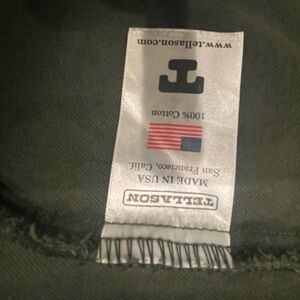 TELLASON
MADE IN USA
San Francisco, Calif.
100% Cotton
T
www.tellason.com